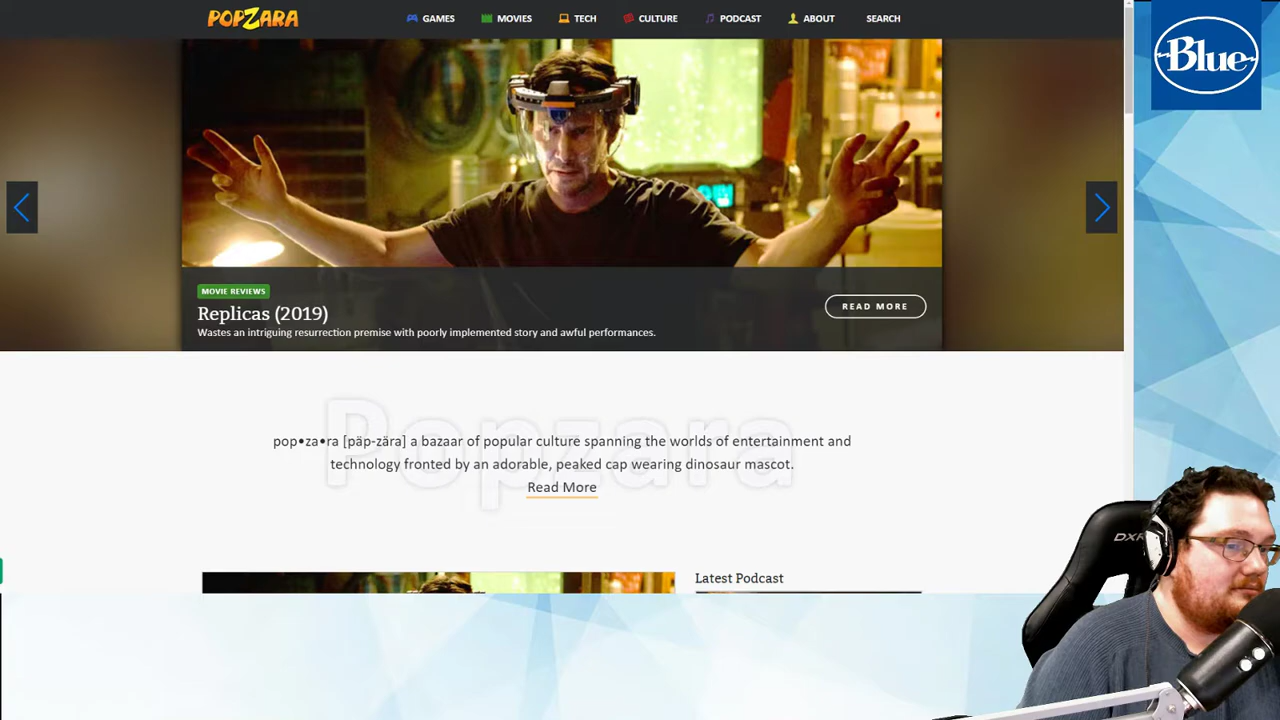 POPZARA
GAMES
MOVIES
TECH
CULTURE
PODCAST
ABOUT
SEARCH
Blue
MOVIE REVIEWS
Replicas (2019)
Wastes an intriguing resurrection premise with poorly implemented story and awful performances.
READ MORE
Popzara
pop•za•ra [päp-zära] a bazaar of popular culture spanning the worlds of entertainment and
technology fronted by an adorable, peaked cap wearing dinosaur mascot.
Read More
Latest Podcast
DXR